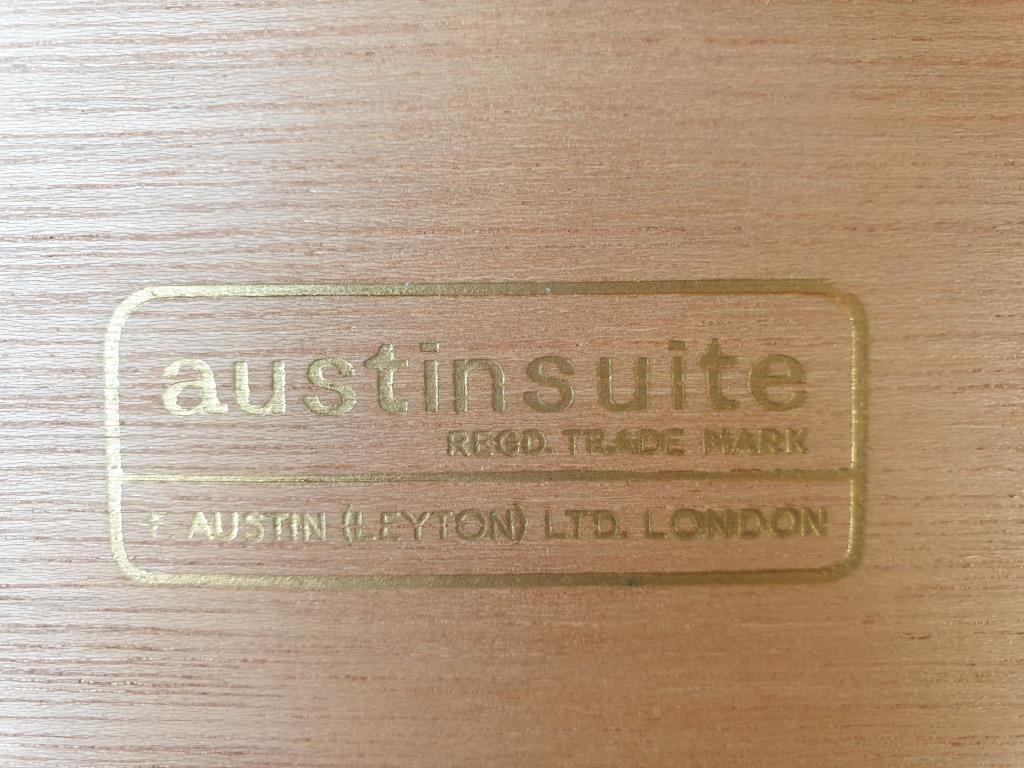 austinsuite
REGD. TRADE MARK
F. AUSTIN (LEYTON) LTD. LONDON